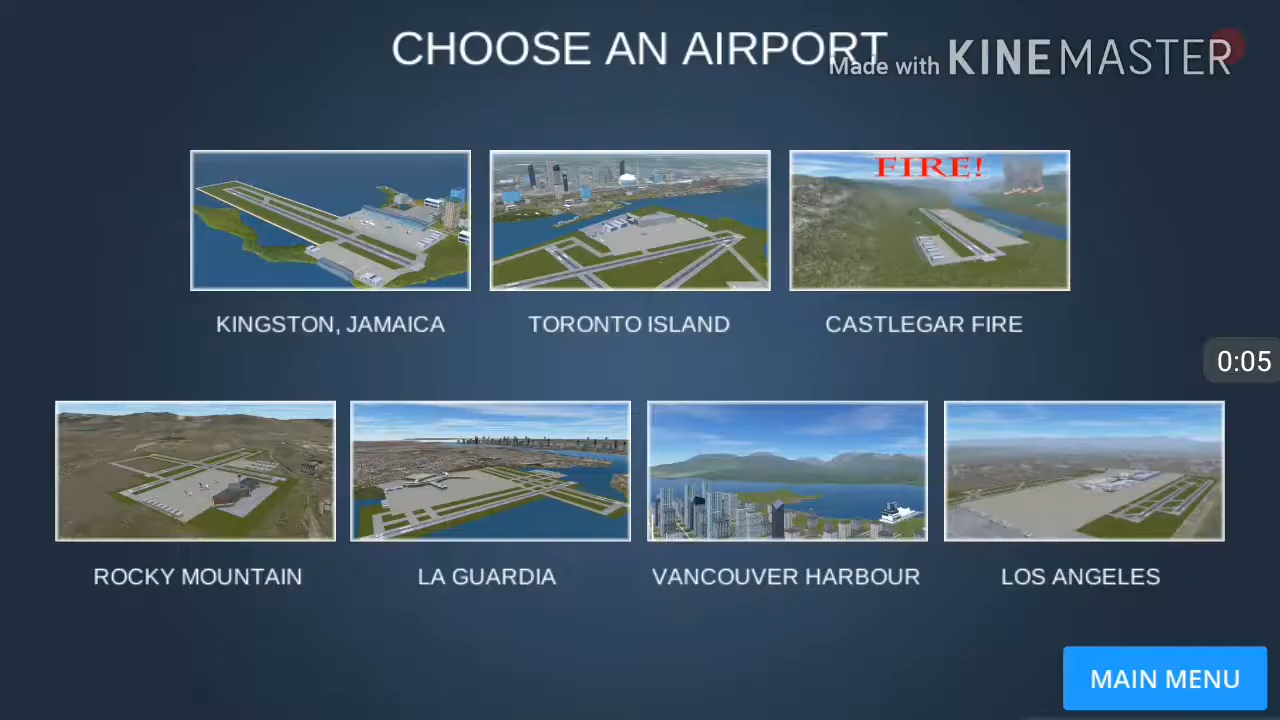 CHOOSE AN AIRPORT
Made with KINEMASTER
FIRE!
KINGSTON, JAMAICA
TORONTO ISLAND
CASTLEGAR FIRE
0:05
ROCKY MOUNTAIN
LA GUARDIA
VANCOUVER HARBOUR
LOS ANGELES
MAIN MENU